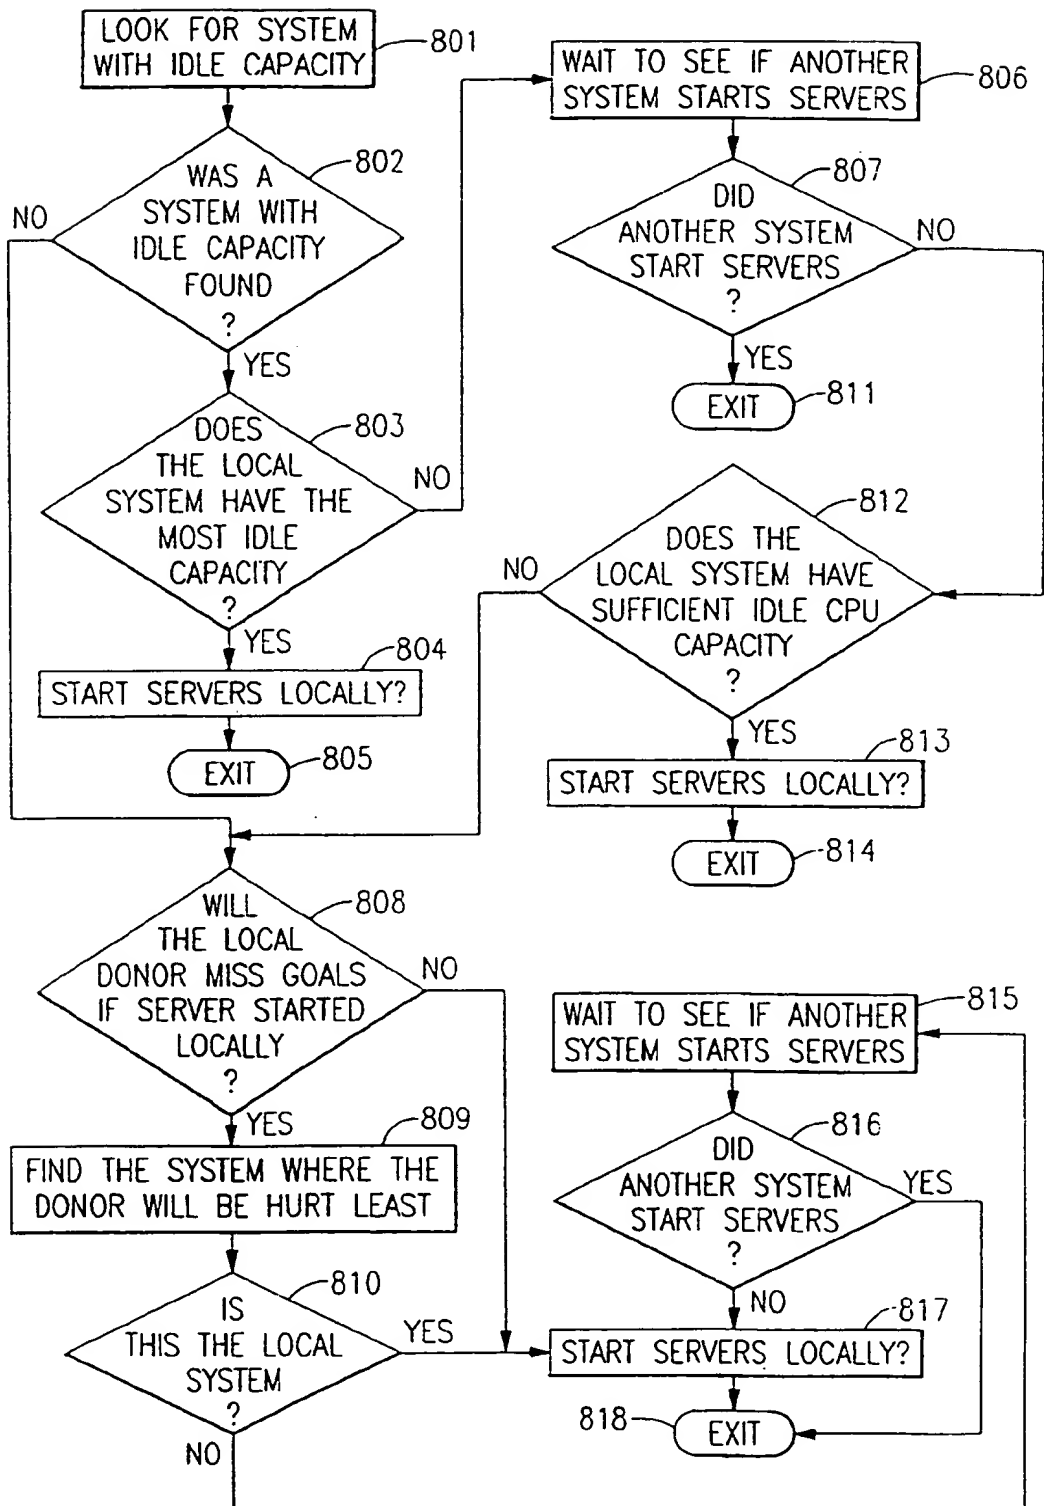 LOOK FOR SYSTEM
WITH IDLE CAPACITY
801
WAS A
SYSTEM WITH
IDLE CAPACITY
FOUND
?
802
NO
YES
DOES
THE LOCAL
SYSTEM HAVE THE
MOST IDLE
CAPACITY
?
803
NO
YES
804
START SERVERS LOCALLY?
EXIT
805
WAIT TO SEE IF ANOTHER
SYSTEM STARTS SERVERS
806
807
DID
ANOTHER SYSTEM
START SERVERS
?
NO
YES
EXIT
811
812
DOES THE
LOCAL SYSTEM HAVE
SUFFICIENT IDLE CPU
CAPACITY
?
NO
YES
813
START SERVERS LOCALLY?
EXIT
814
WILL
THE LOCAL
DONOR MISS GOALS
IF SERVER STARTED
LOCALLY
?
808
NO
YES
809
FIND THE SYSTEM WHERE THE
DONOR WILL BE HURT LEAST
810
IS
THIS THE LOCAL
SYSTEM
?
YES
NO
815
WAIT TO SEE IF ANOTHER
SYSTEM STARTS SERVERS
816
DID
ANOTHER SYSTEM
START SERVERS
?
YES
NO
817
START SERVERS LOCALLY?
818
EXIT